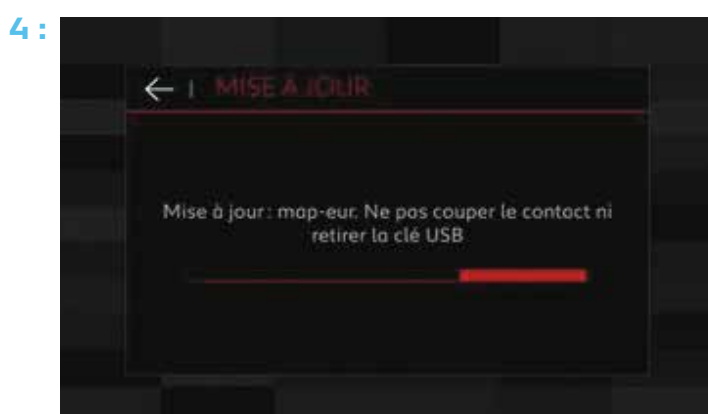 4 :
← | MISE À JOUR
Mise à jour : map-eur. Ne pas couper le contact ni
retirer la clé USB